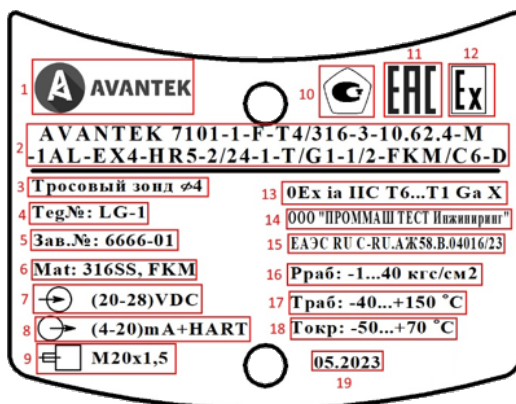 1 AVANTEK 10 11 EAC 12 Ex
2 AVANTEK 7101-1-F-T4/316-3-10.62.4-M
-1AL-EX4-HR5-2/24-1-T/G1-1/2-FKM/C6-D
3 Тросовый зонд ⌀4
4 Тег№: LG-1
5 Зав.№: 6666-01
6 Mat: 316SS, FKM
7 (20-28)VDC
8 (4-20)mA+HART
9 M20x1,5
13 0Ex ia IIC T6...T1 Ga X
14 ООО "ПРОММАШ ТЕСТ Инжиниринг"
15 ЕАЭС RU C-RU.АЖ58.В.04016/23
16 Рраб: -1...40 кгс/см2
17 Траб: -40...+150 °C
18 Токр: -50...+70 °C
05.2023
19